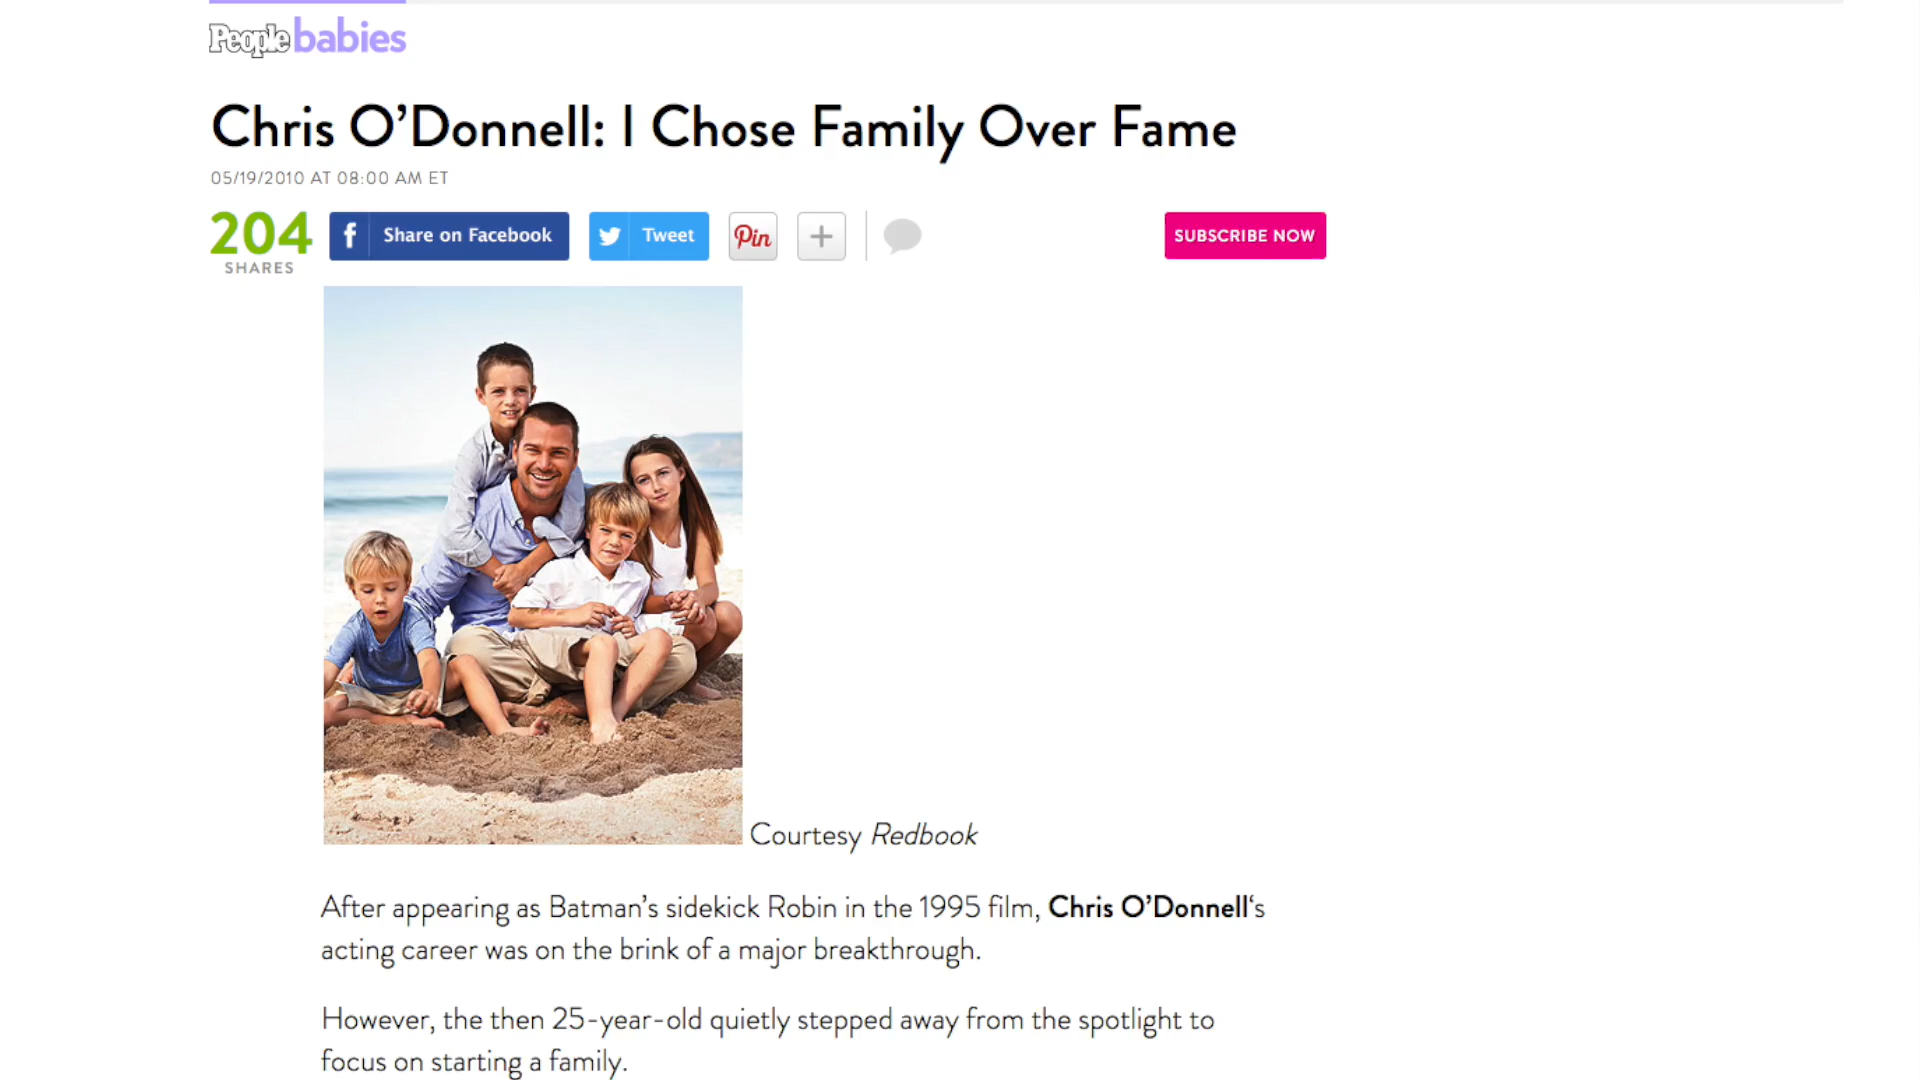 People babies
Chris O’Donnell: I Chose Family Over Fame
05/19/2010 AT 08:00 AM ET
204
SHARES
f Share on Facebook
Tweet
Pin
+
SUBSCRIBE NOW
Courtesy Redbook
After appearing as Batman’s sidekick Robin in the 1995 film, Chris O’Donnell‘s
acting career was on the brink of a major breakthrough.
However, the then 25-year-old quietly stepped away from the spotlight to
focus on starting a family.